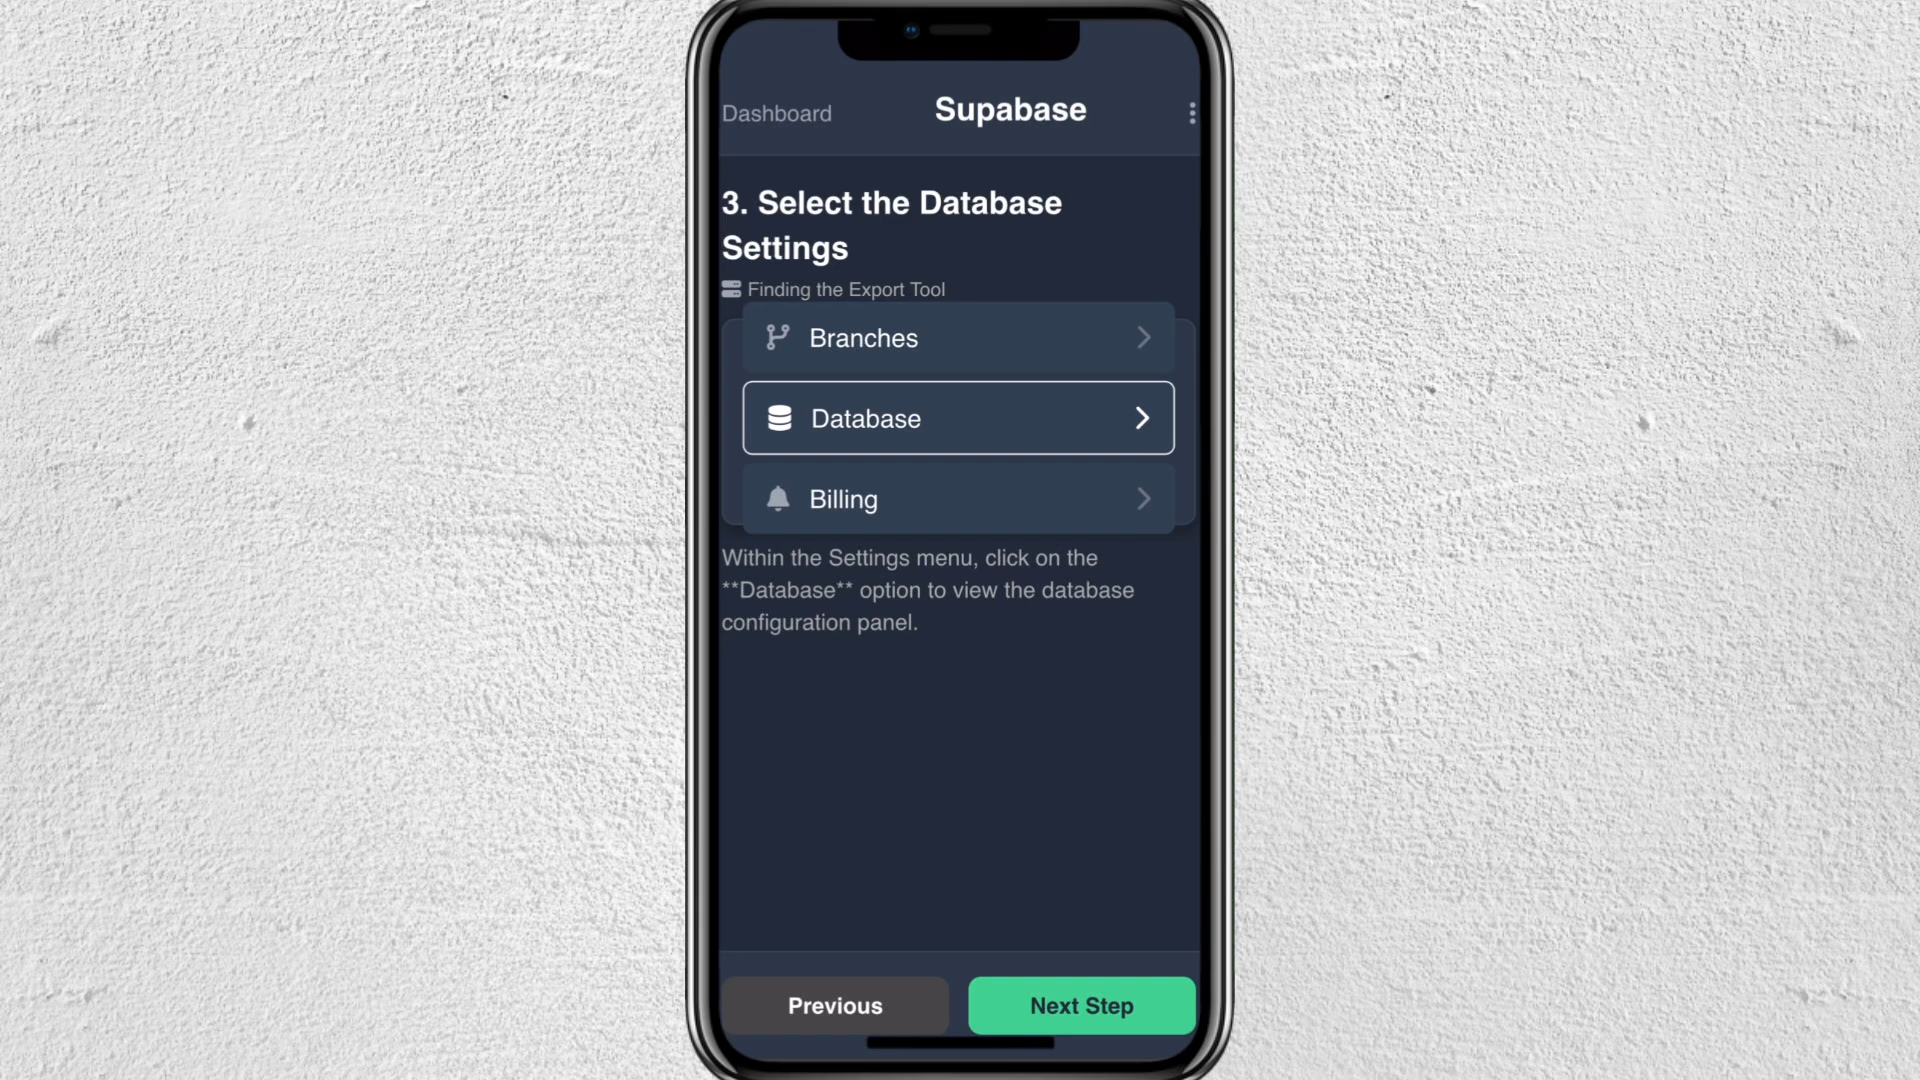 Dashboard
Supabase
3. Select the Database
Settings
Finding the Export Tool
Branches
Database
Billing
Within the Settings menu, click on the
**Database** option to view the database
configuration panel.
Previous
Next Step